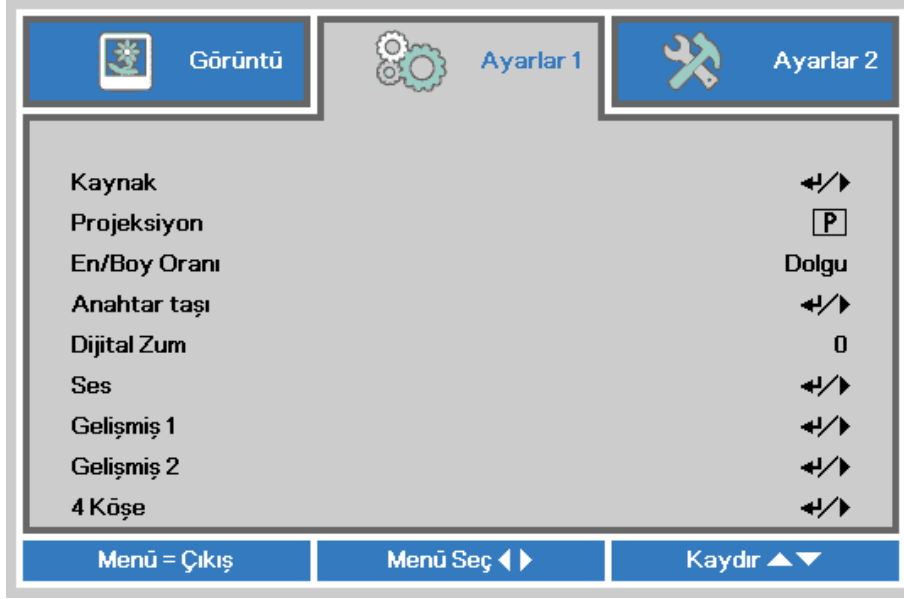 Görüntü
Ayarlar 1
Ayarlar 2
Kaynak
Projeksiyon P
En/Boy Oranı Dolgu
Anahtar taşı
Dijital Zum 0
Ses
Gelişmiş 1
Gelişmiş 2
4 Köşe
Menü = Çıkış
Menü Seç
Kaydır